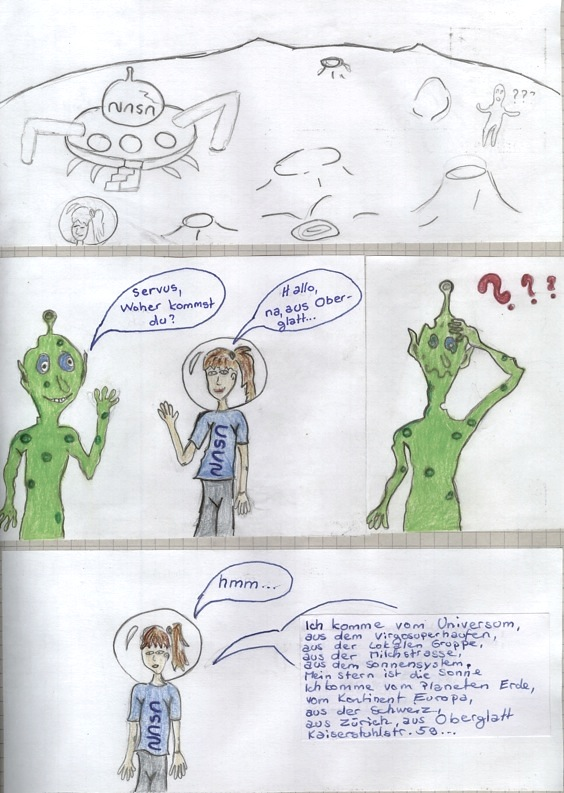 NASA
???
Servus,
Woher kommst
du?
Hallo,
na, aus Ober-
glatt...
???
NASA
hmm...
NASA
Ich komme vom Universum,
aus dem Virgosuperhaufen,
aus der Lokalen Gruppe,
aus der Milchstrasse,
aus dem Sonnensystem.
Mein Stern ist die Sonne
Ich komme vom Planeten Erde,
vom Kontinent Europa,
aus der Schweiz,
aus Zürich, aus Oberglatt
Kaiserstuhlstr. 59...